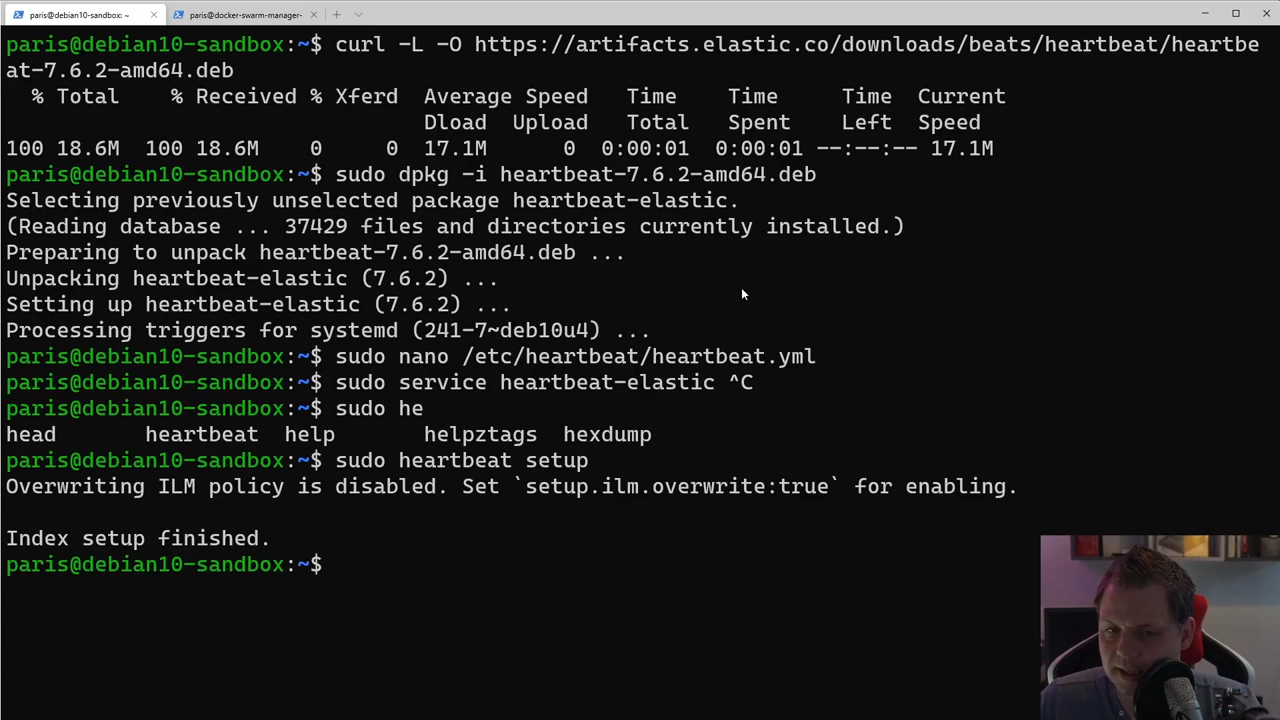 paris@debian10-sandbox: ~
paris@docker-swarm-manager-
paris@debian10-sandbox:~$ curl -L -O https://artifacts.elastic.co/downloads/beats/heartbeat/heartbe
at-7.6.2-amd64.deb
% Total % Received % Xferd Average Speed Time Time Time Current
Dload Upload Total Spent Left Speed
100 18.6M 100 18.6M 0 0 17.1M 0 0:00:01 0:00:01 --:--:-- 17.1M
paris@debian10-sandbox:~$ sudo dpkg -i heartbeat-7.6.2-amd64.deb
Selecting previously unselected package heartbeat-elastic.
(Reading database ... 37429 files and directories currently installed.)
Preparing to unpack heartbeat-7.6.2-amd64.deb ...
Unpacking heartbeat-elastic (7.6.2) ...
Setting up heartbeat-elastic (7.6.2) ...
Processing triggers for systemd (241-7~deb10u4) ...
paris@debian10-sandbox:~$ sudo nano /etc/heartbeat/heartbeat.yml
paris@debian10-sandbox:~$ sudo service heartbeat-elastic ^C
paris@debian10-sandbox:~$ sudo he
head heartbeat help helpztags hexdump
paris@debian10-sandbox:~$ sudo heartbeat setup
Overwriting ILM policy is disabled. Set `setup.ilm.overwrite:true` for enabling.
Index setup finished.
paris@debian10-sandbox:~$